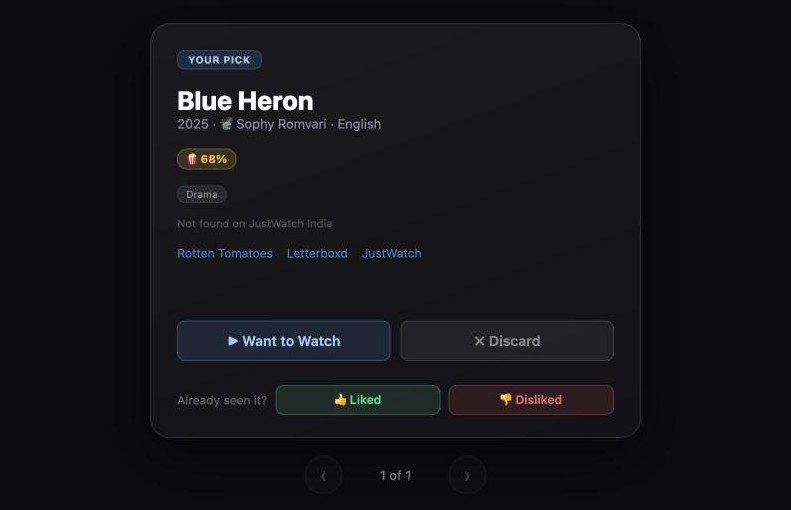 YOUR PICK
Blue Heron
2025 · 📽️ Sophy Romvari · English
🍿 68%
Drama
Not found on JustWatch India
Rotten Tomatoes Letterboxd JustWatch
▶ Want to Watch ✕ Discard
Already seen it? 👍 Liked 👎 Disliked
‹ 1 of 1 ›